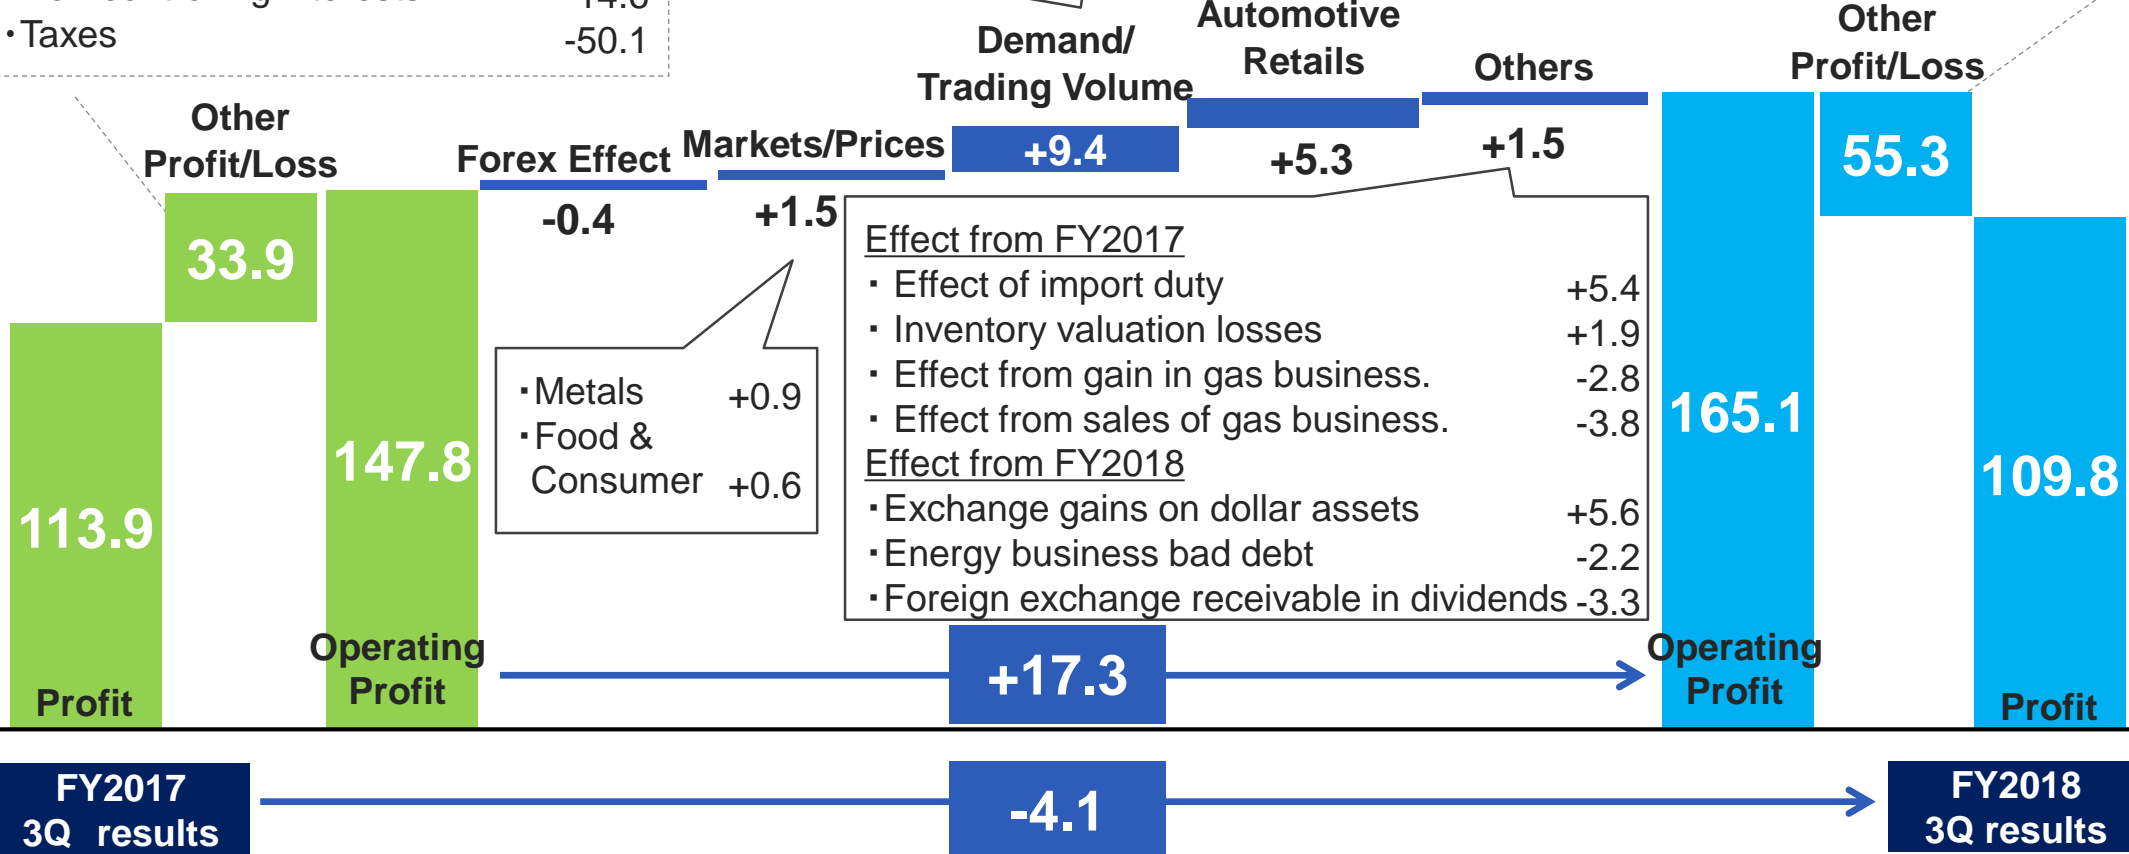 ・Taxes -50.1
Other
Profit/Loss
33.9
113.9
Profit
147.8
Operating
Profit
Forex Effect
-0.4
Markets/Prices
+1.5
・Metals +0.9
・Food &
Consumer +0.6
Demand/
Trading Volume
+9.4
Automotive
Retails
+5.3
Others
+1.5
Effect from FY2017
・Effect of import duty +5.4
・Inventory valuation losses +1.9
・Effect from gain in gas business. -2.8
・Effect from sales of gas business. -3.8
Effect from FY2018
・Exchange gains on dollar assets +5.6
・Energy business bad debt -2.2
・Foreign exchange receivable in dividends -3.3
+17.3
165.1
Operating
Profit
Other
Profit/Loss
55.3
109.8
Profit
FY2017
3Q results
-4.1
FY2018
3Q results